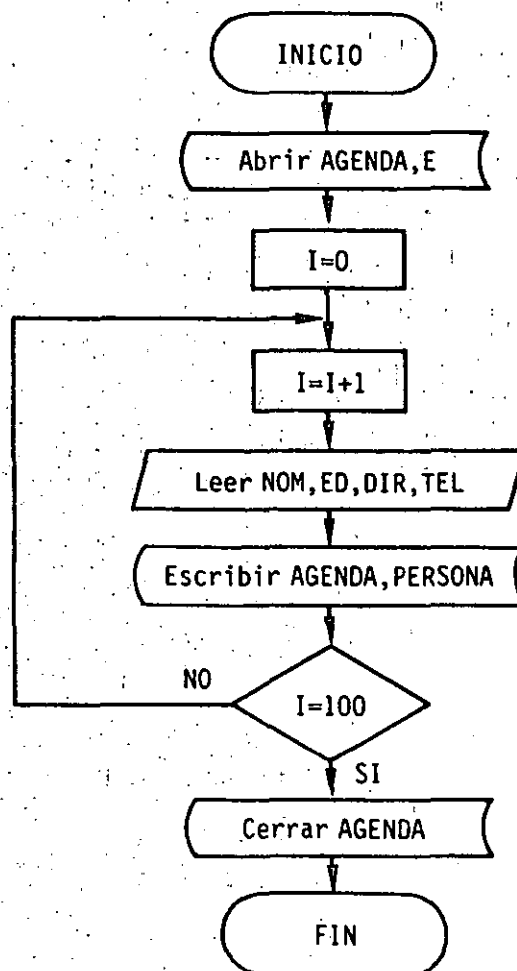 INICIO
Abrir AGENDA,E
I=0
I=I+1
Leer NOM,ED,DIR,TEL
Escribir AGENDA,PERSONA
NO
I=100
SI
Cerrar AGENDA
FIN